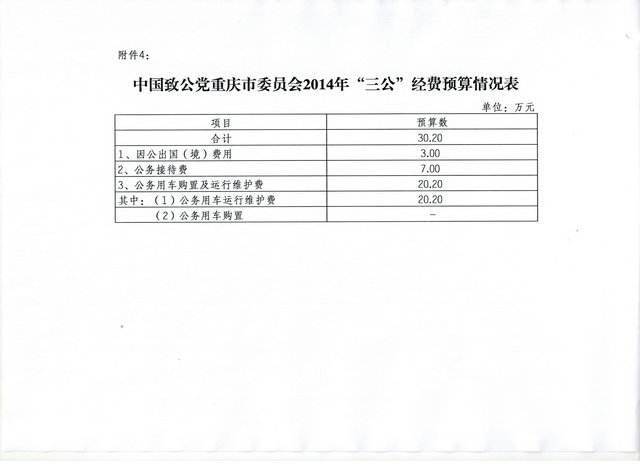 附件4：
中国致公党重庆市委员会2014年“三公”经费预算情况表
单位：万元
项目 预算数
合计 30.20
1、因公出国（境）费用 3.00
2、公务接待费 7.00
3、公务用车购置及运行维护费 20.20
其中：（1）公务用车运行维护费 20.20
（2）公务用车购置 －